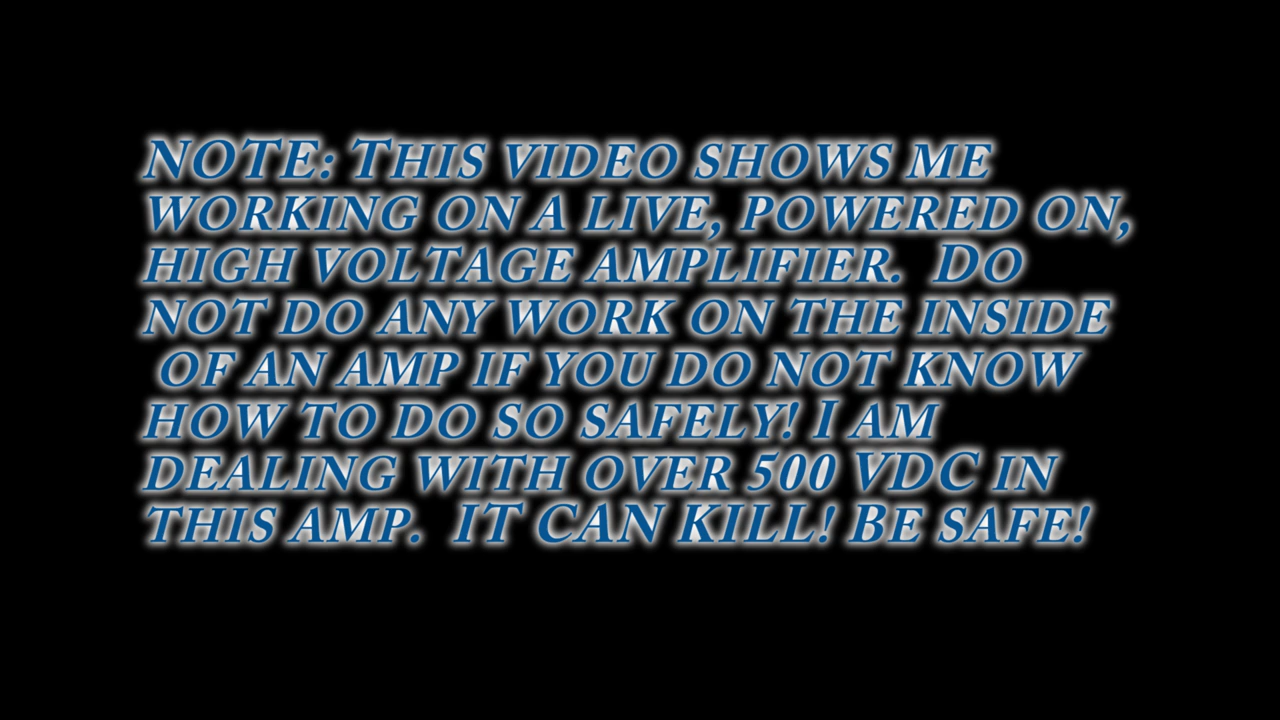 NOTE: THIS VIDEO SHOWS ME
WORKING ON A LIVE, POWERED ON,
HIGH VOLTAGE AMPLIFIER. DO
NOT DO ANY WORK ON THE INSIDE
OF AN AMP IF YOU DO NOT KNOW
HOW TO DO SO SAFELY! I AM
DEALING WITH OVER 500 VDC IN
THIS AMP. IT CAN KILL! BE SAFE!